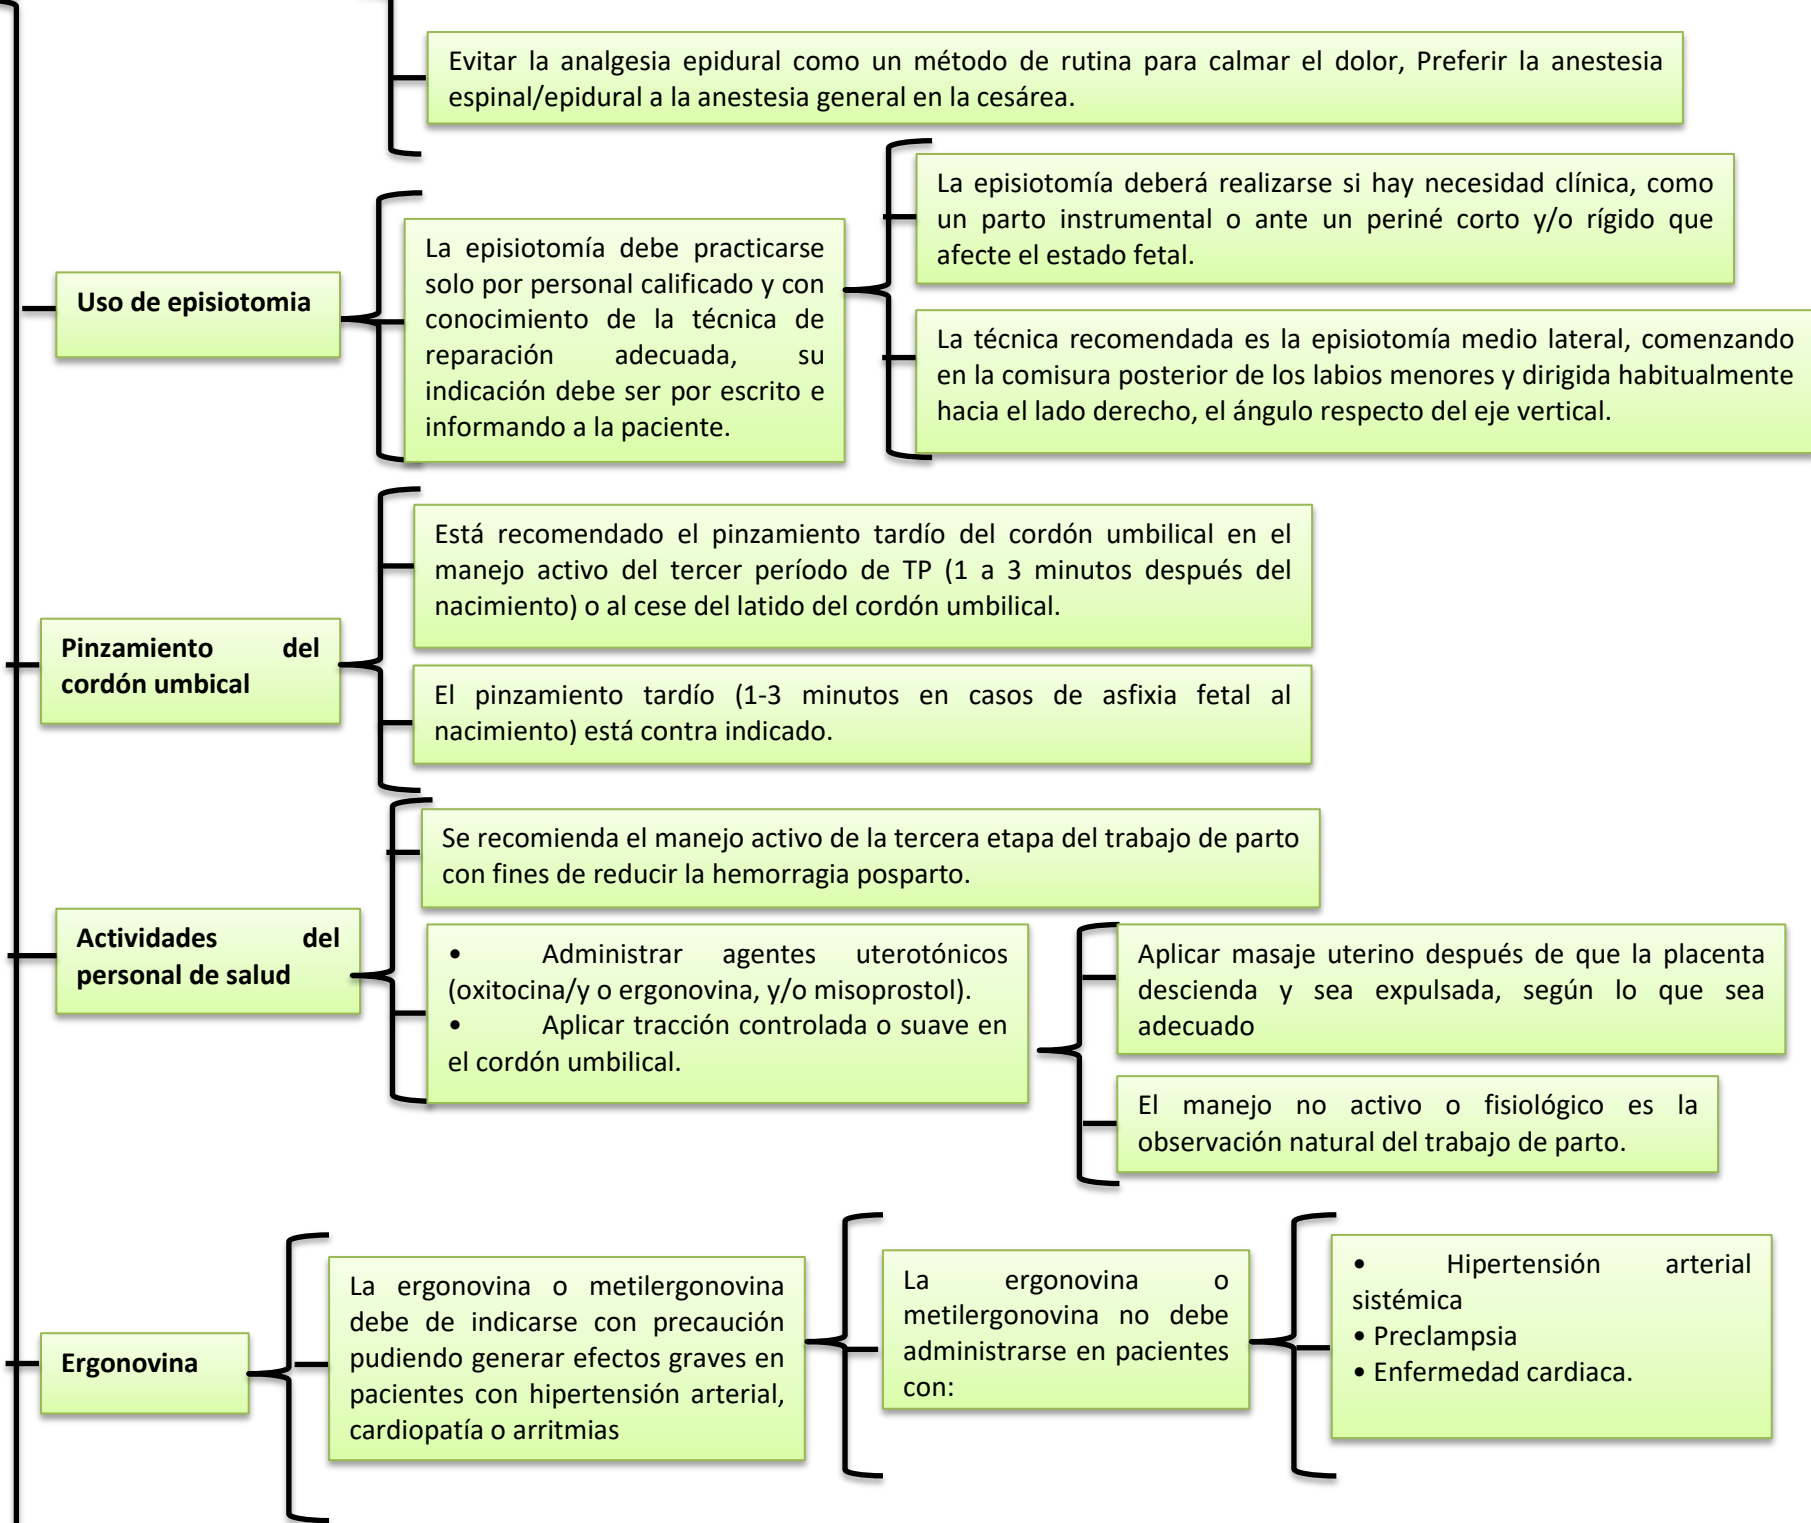 Evitar la analgesia epidural como un método de rutina para calmar el dolor, Preferir la anestesia
espinal/epidural a la anestesia general en la cesárea.
Uso de episiotomia
La episiotomía debe practicarse
solo por personal calificado y con
conocimiento de la técnica de
reparación adecuada, su
indicación debe ser por escrito e
informando a la paciente.
La episiotomía deberá realizarse si hay necesidad clínica, como
un parto instrumental o ante un periné corto y/o rígido que
afecte el estado fetal.
La técnica recomendada es la episiotomía medio lateral, comenzando
en la comisura posterior de los labios menores y dirigida habitualmente
hacia el lado derecho, el ángulo respecto del eje vertical.
Pinzamiento del
cordón umbical
Está recomendado el pinzamiento tardío del cordón umbilical en el
manejo activo del tercer período de TP (1 a 3 minutos después del
nacimiento) o al cese del latido del cordón umbilical.
El pinzamiento tardío (1-3 minutos en casos de asfixia fetal al
nacimiento) está contra indicado.
Actividades del
personal de salud
Se recomienda el manejo activo de la tercera etapa del trabajo de parto
con fines de reducir la hemorragia posparto.
• Administrar agentes uterotónicos
(oxitocina/y o ergonovina, y/o misoprostol).
• Aplicar tracción controlada o suave en
el cordón umbilical.
Aplicar masaje uterino después de que la placenta
descienda y sea expulsada, según lo que sea
adecuado
El manejo no activo o fisiológico es la
observación natural del trabajo de parto.
Ergonovina
La ergonovina o metilergonovina
debe de indicarse con precaución
pudiendo generar efectos graves en
pacientes con hipertensión arterial,
cardiopatía o arritmias
La ergonovina o
metilergonovina no debe
administrarse en pacientes
con:
• Hipertensión arterial
sistémica
• Preclampsia
• Enfermedad cardiaca.